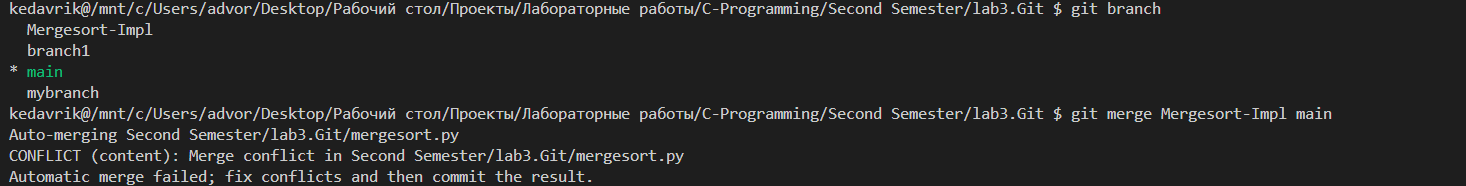 kedavrik@/mnt/c/Users/advor/Desktop/Рабочий стол/Проекты/Лабораторные работы/C-Programming/Second Semester/lab3.Git $ git branch
  Mergesort-Impl
  branch1
* main
  mybranch
kedavrik@/mnt/c/Users/advor/Desktop/Рабочий стол/Проекты/Лабораторные работы/C-Programming/Second Semester/lab3.Git $ git merge Mergesort-Impl main
Auto-merging Second Semester/lab3.Git/mergesort.py
CONFLICT (content): Merge conflict in Second Semester/lab3.Git/mergesort.py
Automatic merge failed; fix conflicts and then commit the result.